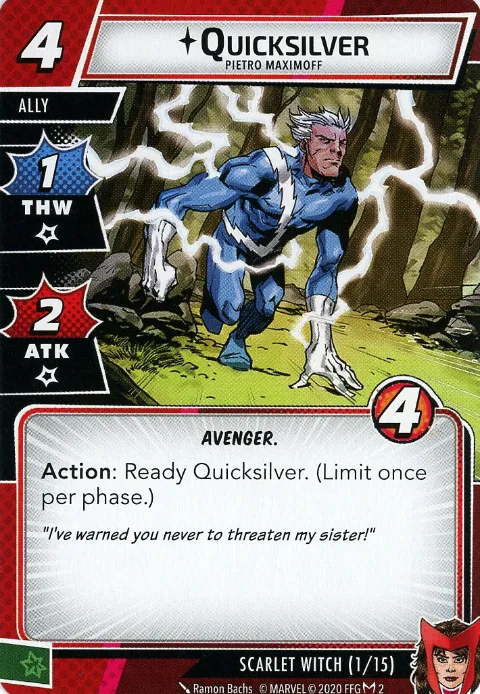 4
QUICKSILVER
PIETRO MAXIMOFF
ALLY
1
THW
2
ATK
4
AVENGER.
Action: Ready Quicksilver. (Limit once
per phase.)
"I've warned you never to threaten my sister!"
SCARLET WITCH (1/15)
Ramon Bachs © MARVEL © 2020 FFG 2